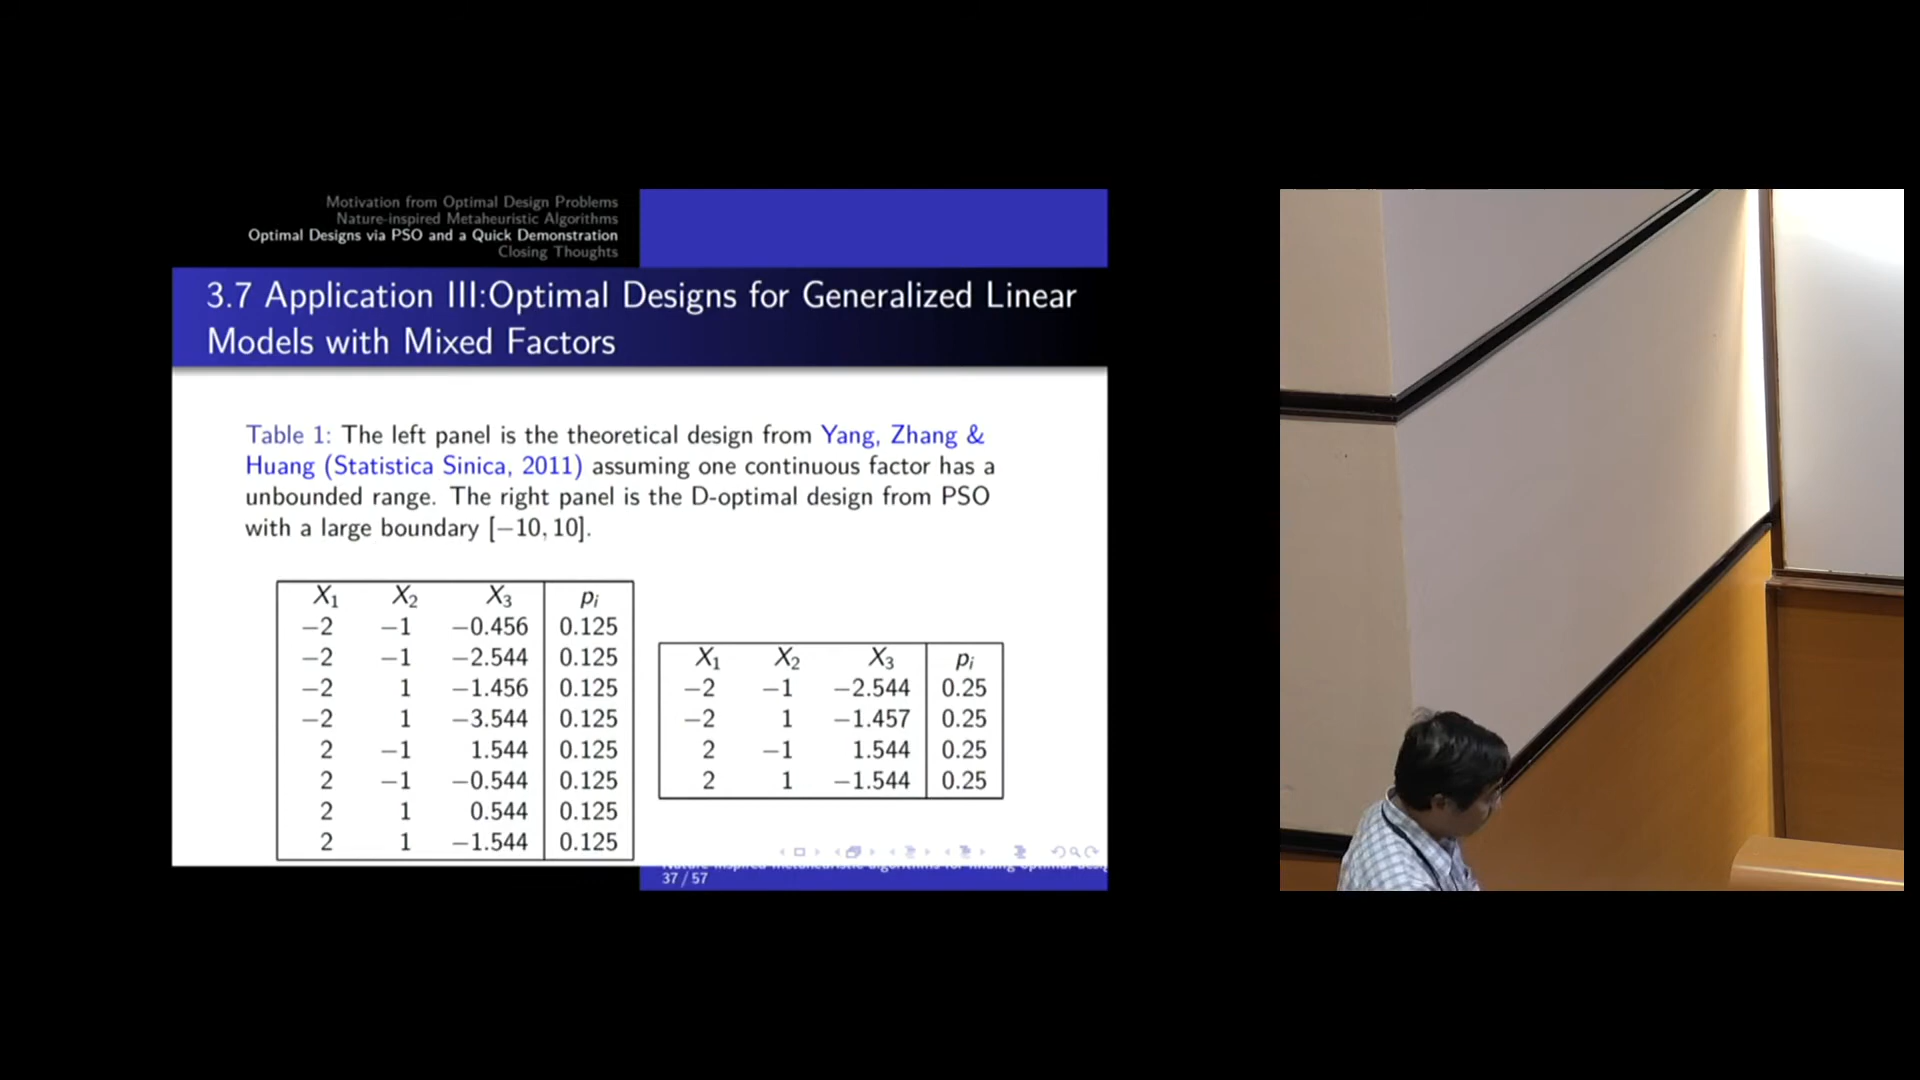 Motivation from Optimal Design Problems
Nature-inspired Metaheuristic Algorithms
Optimal Designs via PSO and a Quick Demonstration
Closing Thoughts
3.7 Application III:Optimal Designs for Generalized Linear
Models with Mixed Factors
Table 1: The left panel is the theoretical design from Yang, Zhang &
Huang (Statistica Sinica, 2011) assuming one continuous factor has a
unbounded range. The right panel is the D-optimal design from PSO
with a large boundary [−10, 10].
X1 X2 X3 pi
−2 −1 −0.456 0.125
−2 −1 −2.544 0.125
−2 1 −1.456 0.125
−2 1 −3.544 0.125
2 −1 1.544 0.125
2 −1 −0.544 0.125
2 1 0.544 0.125
2 1 −1.544 0.125
X1 X2 X3 pi
−2 −1 −2.544 0.25
−2 1 −1.457 0.25
2 −1 1.544 0.25
2 1 −1.544 0.25
37 / 57